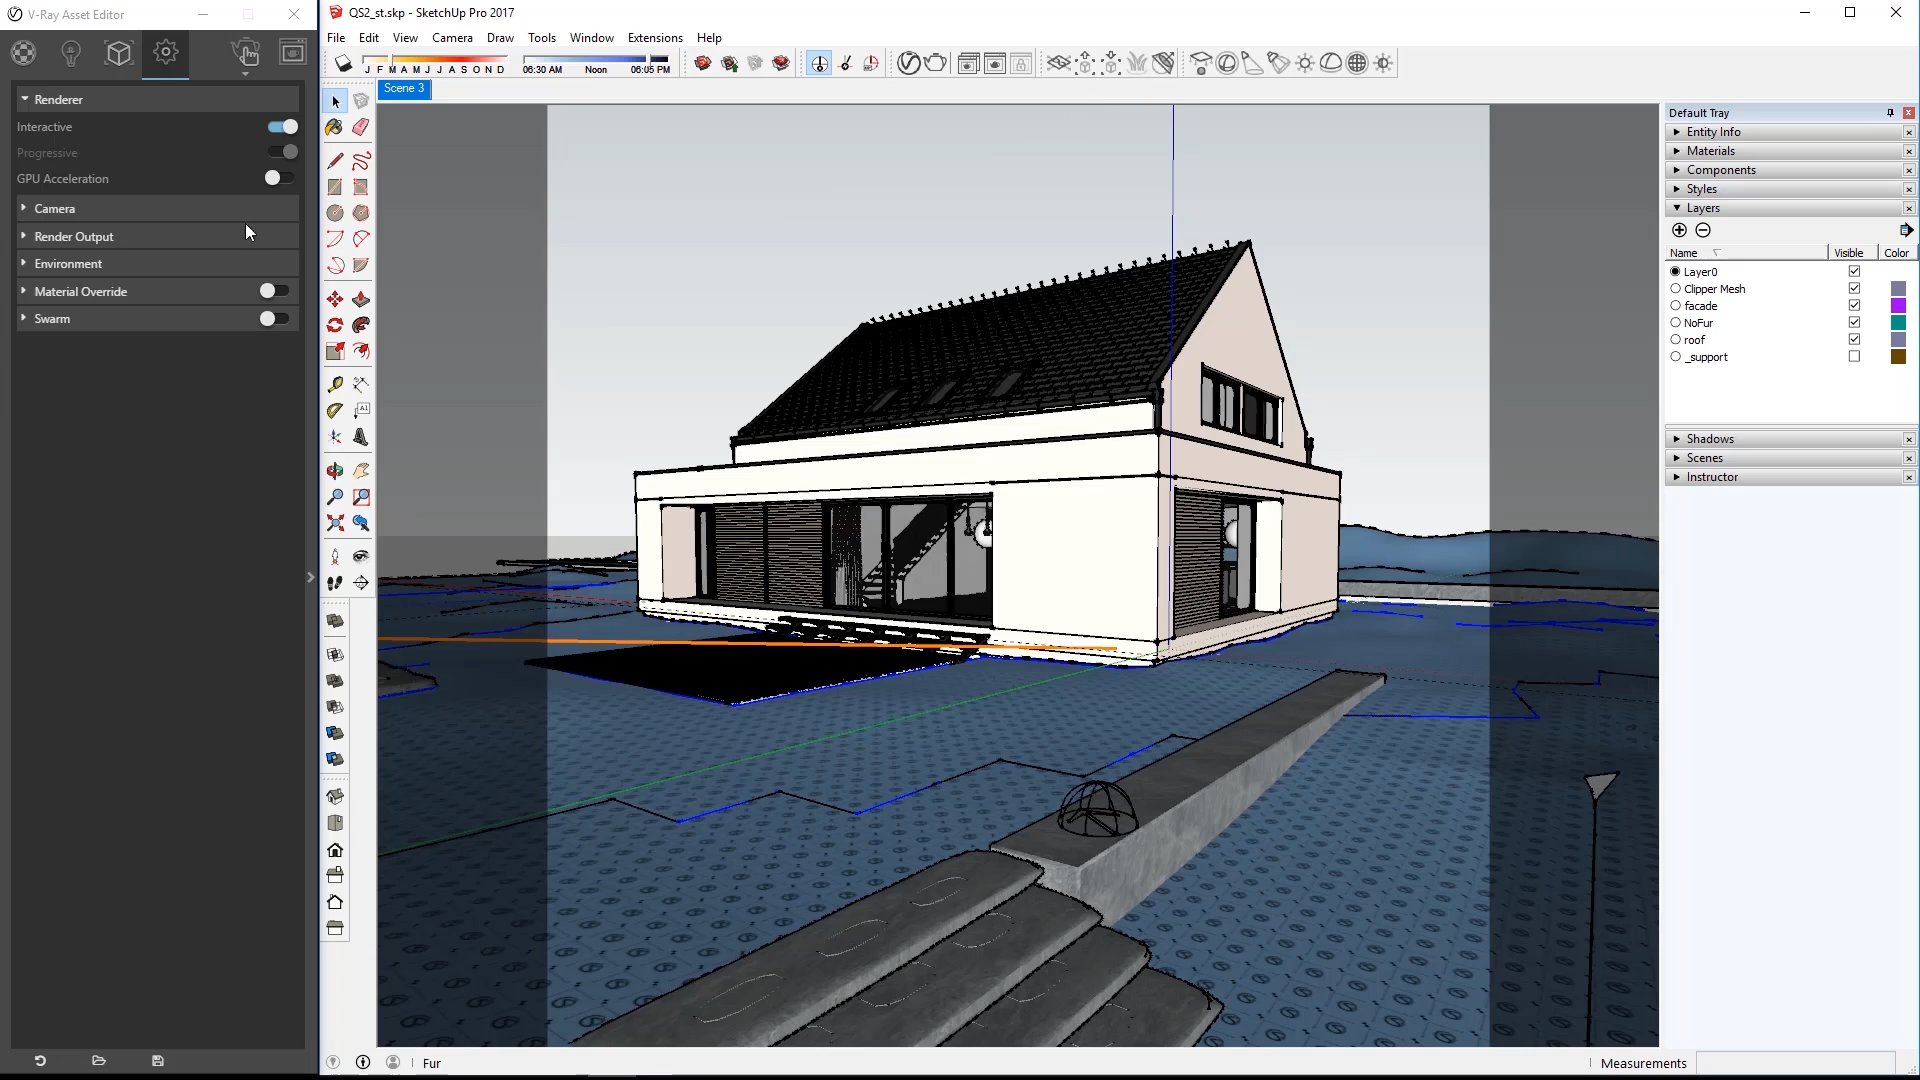 V-Ray Asset Editor
QS2_st.skp - SketchUp Pro 2017
File Edit View Camera Draw Tools Window Extensions Help
J F M A M J J A S O N D
06:30 AM Noon 06:05 PM
Scene 3
Renderer
Interactive
Progressive
GPU Acceleration
Camera
Render Output
Environment
Material Override
Swarm
A1
Default Tray
Entity Info
Materials
Components
Styles
Layers
Name Visible Color
Layer0
Clipper Mesh
facade
NoFur
roof
_support
Shadows
Scenes
Instructor
Fur
Measurements